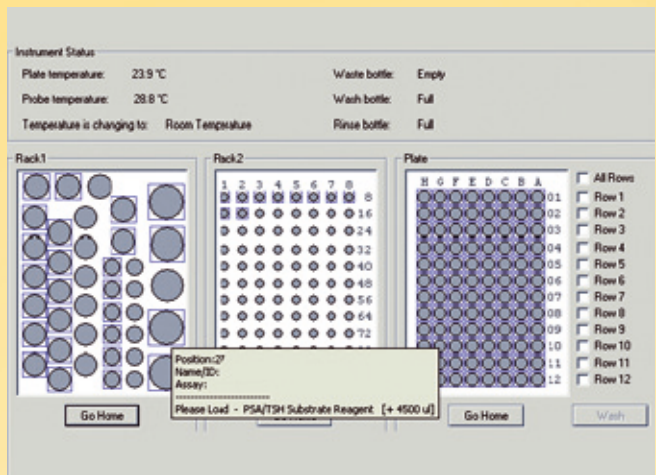 Instrument Status
Plate temperature: 23.9 °C Waste bottle: Empty
Probe temperature: 28.8 °C Wash bottle: Full
Temperature is changing to: Room Temperature Rinse bottle: Full
Rack1 Rack2 Plate
1 2 3 4 5 6 7 8
8
16
24
32
40
48
56
64
72
H G F E D C B A
01
02
03
04
05
06
07
08
09
10
11
12
All Rows
Row 1
Row 2
Row 3
Row 4
Row 5
Row 6
Row 7
Row 8
Row 9
Row 10
Row 11
Row 12
Position:27
Name/ID:
Assay:
------------------------
Please Load - PSA/TSH Substrate Reagent [+ 4500 ul]
Go Home Go Home Wash